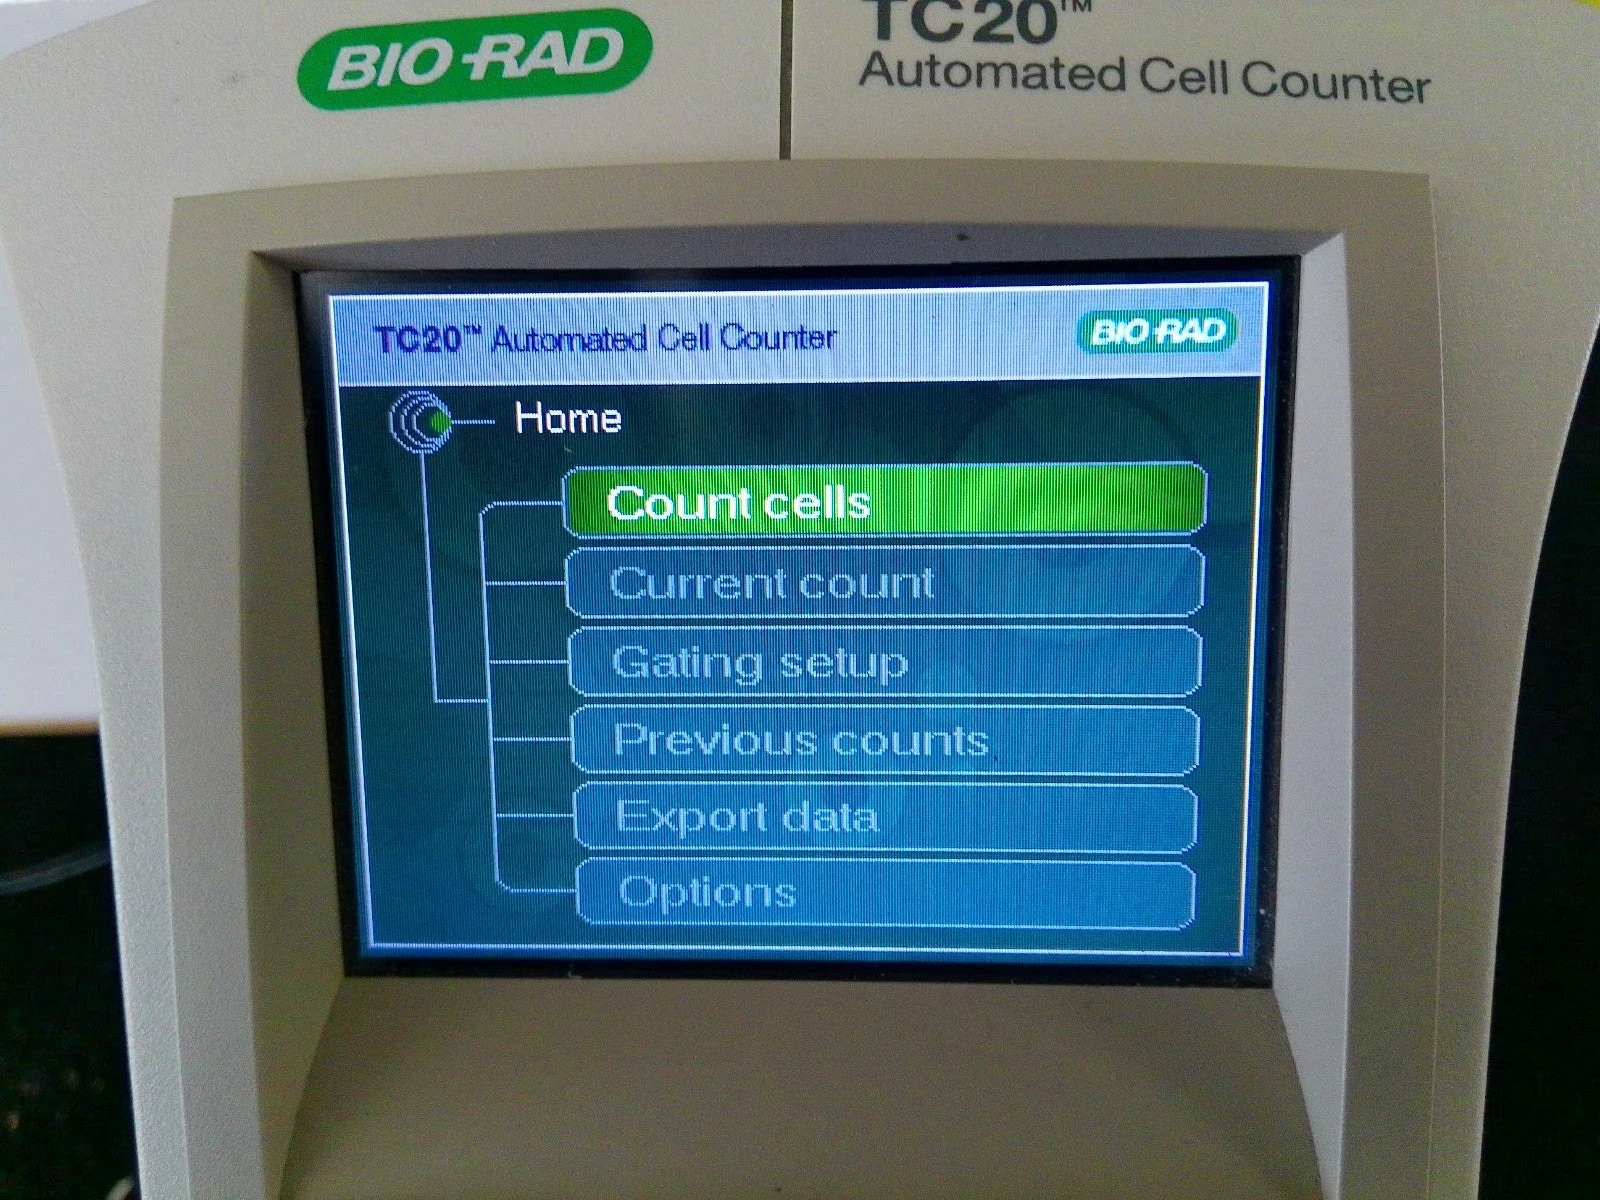 BIO-RAD
TC20™
Automated Cell Counter
TC20™ Automated Cell Counter
BIO-RAD
Home
Count cells
Current count
Gating setup
Previous counts
Export data
Options